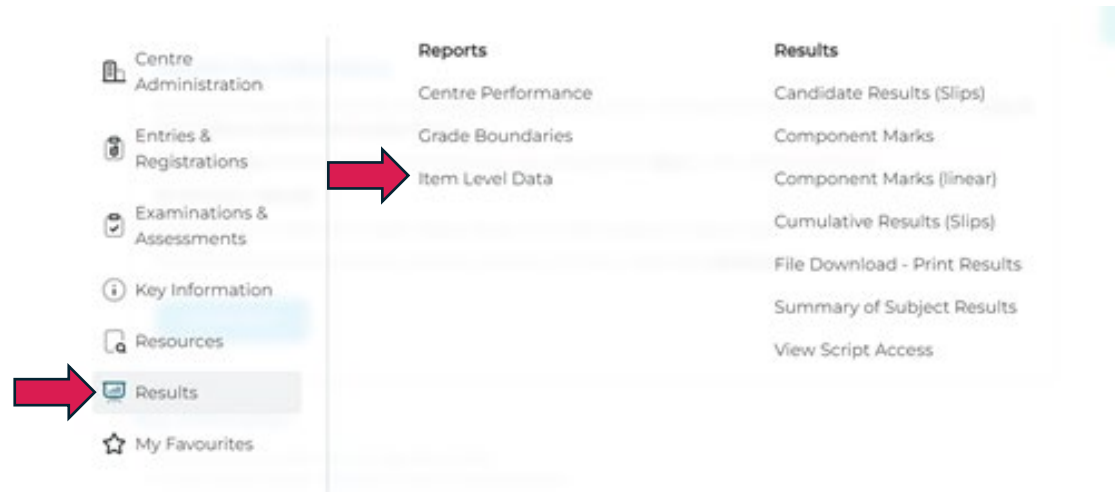 Centre
Administration
Entries &
Registrations
Examinations &
Assessments
Key Information
Resources
Results
My Favourites
Reports
Centre Performance
Grade Boundaries
Item Level Data
Results
Candidate Results (Slips)
Component Marks
Component Marks (linear)
Cumulative Results (Slips)
File Download - Print Results
Summary of Subject Results
View Script Access